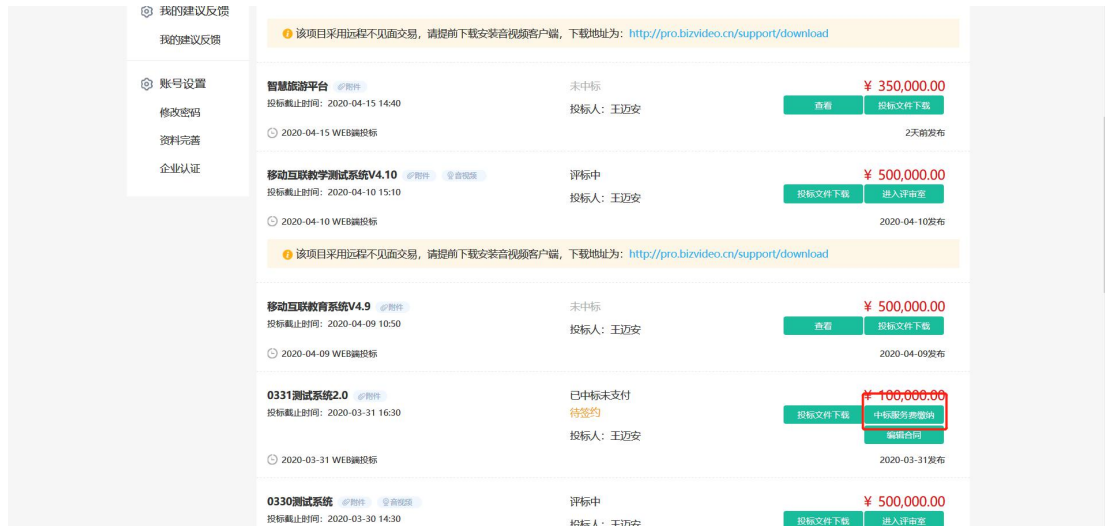 我的建议反馈
我的建议反馈
账号设置
修改密码
资料完善
企业认证
该项目采用远程不见面交易，请提前下载安装音视频客户端，下载地址为：http://pro.bizvideo.cn/support/download
智慧旅游平台 附件 未中标 ¥ 350,000.00
投标截止时间：2020-04-15 14:40 投标人：王迈安 查看 投标文件下载
2020-04-15 WEB端投标 2天前发布
移动互联教学测试系统V4.10 附件 音视频 评标中 ¥ 500,000.00
投标截止时间：2020-04-10 15:10 投标人：王迈安 投标文件下载 进入评审室
2020-04-10 WEB端投标 2020-04-10发布
该项目采用远程不见面交易，请提前下载安装音视频客户端，下载地址为：http://pro.bizvideo.cn/support/download
移动互联教育系统V4.9 附件 未中标 ¥ 500,000.00
投标截止时间：2020-04-09 10:50 投标人：王迈安 查看 投标文件下载
2020-04-09 WEB端投标 2020-04-09发布
0331测试系统2.0 附件 已中标未支付 ¥ 100,000.00
投标截止时间：2020-03-31 16:30 待签约 投标文件下载 中标服务费缴纳
投标人：王迈安 编辑合同
2020-03-31 WEB端投标 2020-03-31发布
0330测试系统 附件 音视频 评标中 ¥ 500,000.00
投标截止时间：2020-03-30 14:30 投标人：王迈安 投标文件下载 进入评审室